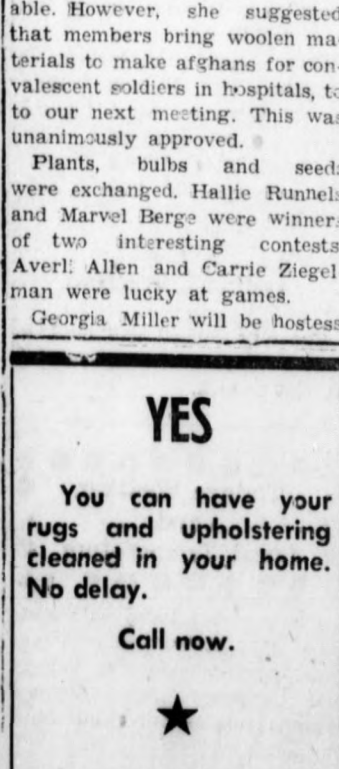 able. However, she suggested
that members bring woolen ma
terials to make afghans for con
valescent soldiers in hospitals, to
to our next meeting. This was
unanimously approved.
Plants, bulbs and seeds
were exchanged. Hallie Runnels
and Marvel Berge were winners
of two interesting contests
Averl. Allen and Carrie Ziegel
man were lucky at games.
Georgia Miller will be hostess
YES
You can have your
rugs and upholstering
cleaned in your home.
No delay.
Call now.